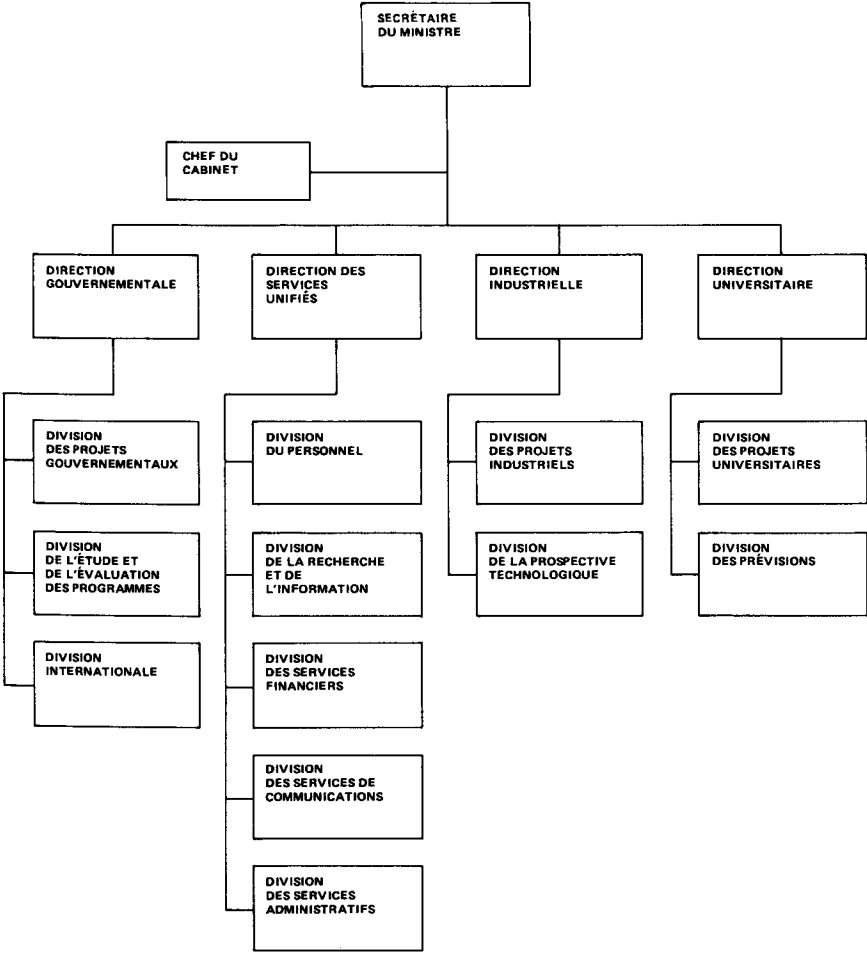 SECRÉTAIRE
DU MINISTRE
CHEF DU
CABINET
DIRECTION
GOUVERNEMENTALE
DIRECTION DES
SERVICES
UNIFIÉS
DIRECTION
INDUSTRIELLE
DIRECTION
UNIVERSITAIRE
DIVISION
DES PROJETS
GOUVERNEMENTAUX
DIVISION
DU PERSONNEL
DIVISION
DES PROJETS
INDUSTRIELS
DIVISION
DES PROJETS
UNIVERSITAIRES
DIVISION
DE L'ÉTUDE ET
DE L'ÉVALUATION
DES PROGRAMMES
DIVISION
DE LA RECHERCHE
ET DE
L'INFORMATION
DIVISION
DE LA PROSPECTIVE
TECHNOLOGIQUE
DIVISION
DES PRÉVISIONS
DIVISION
INTERNATIONALE
DIVISION
DES SERVICES
FINANCIERS
DIVISION
DES SERVICES DE
COMMUNICATIONS
DIVISION
DES SERVICES
ADMINISTRATIFS